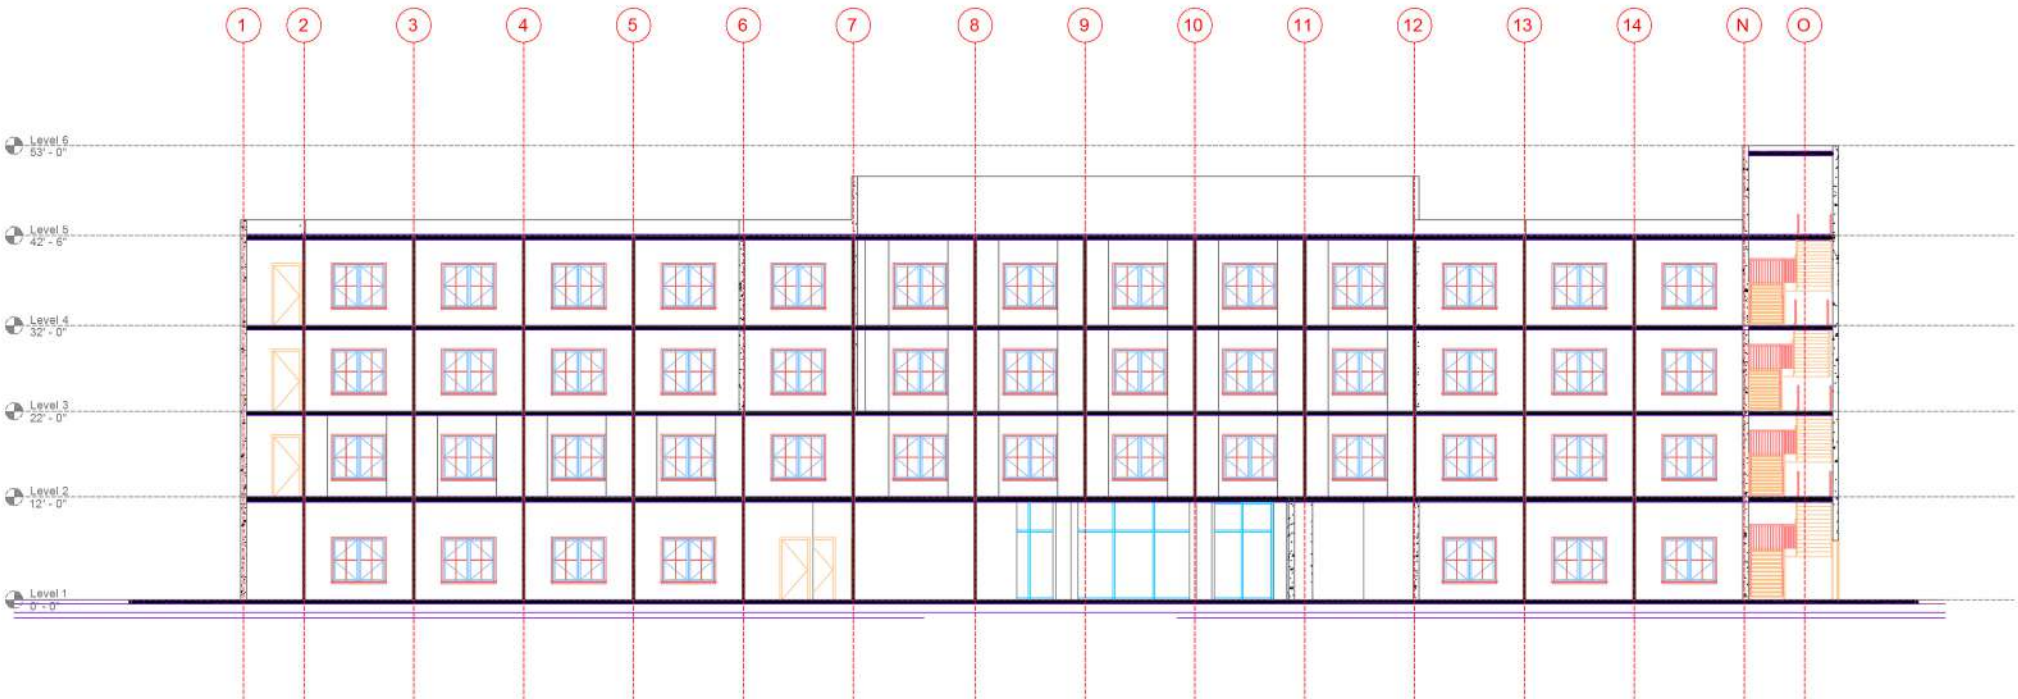 1
2
3
4
5
6
7
8
9
10
11
12
13
14
N
O
Level 6
53' - 0"
Level 5
42' - 6"
Level 4
32' - 0"
Level 3
22' - 0"
Level 2
12' - 0"
Level 1
0' - 0"